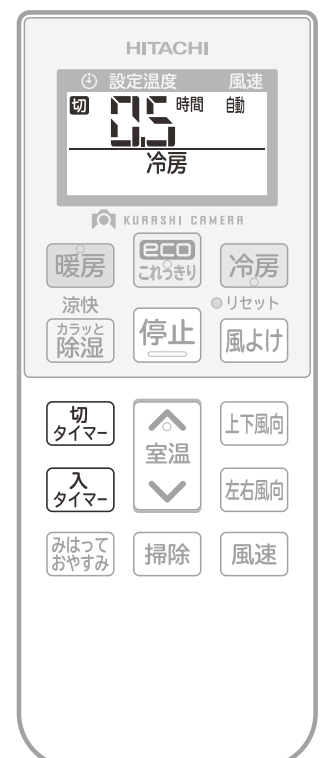 HITACHI
設定温度 風速
切 0.5 時間 自動
冷房
KURASHI CAMERA
暖房 eco これっきり 冷房
涼快 リセット
カラッと 除湿 停止 風よけ
切 タイマー 上下風向
室温
入 タイマー 左右風向
みはって おやすみ 掃除 風速